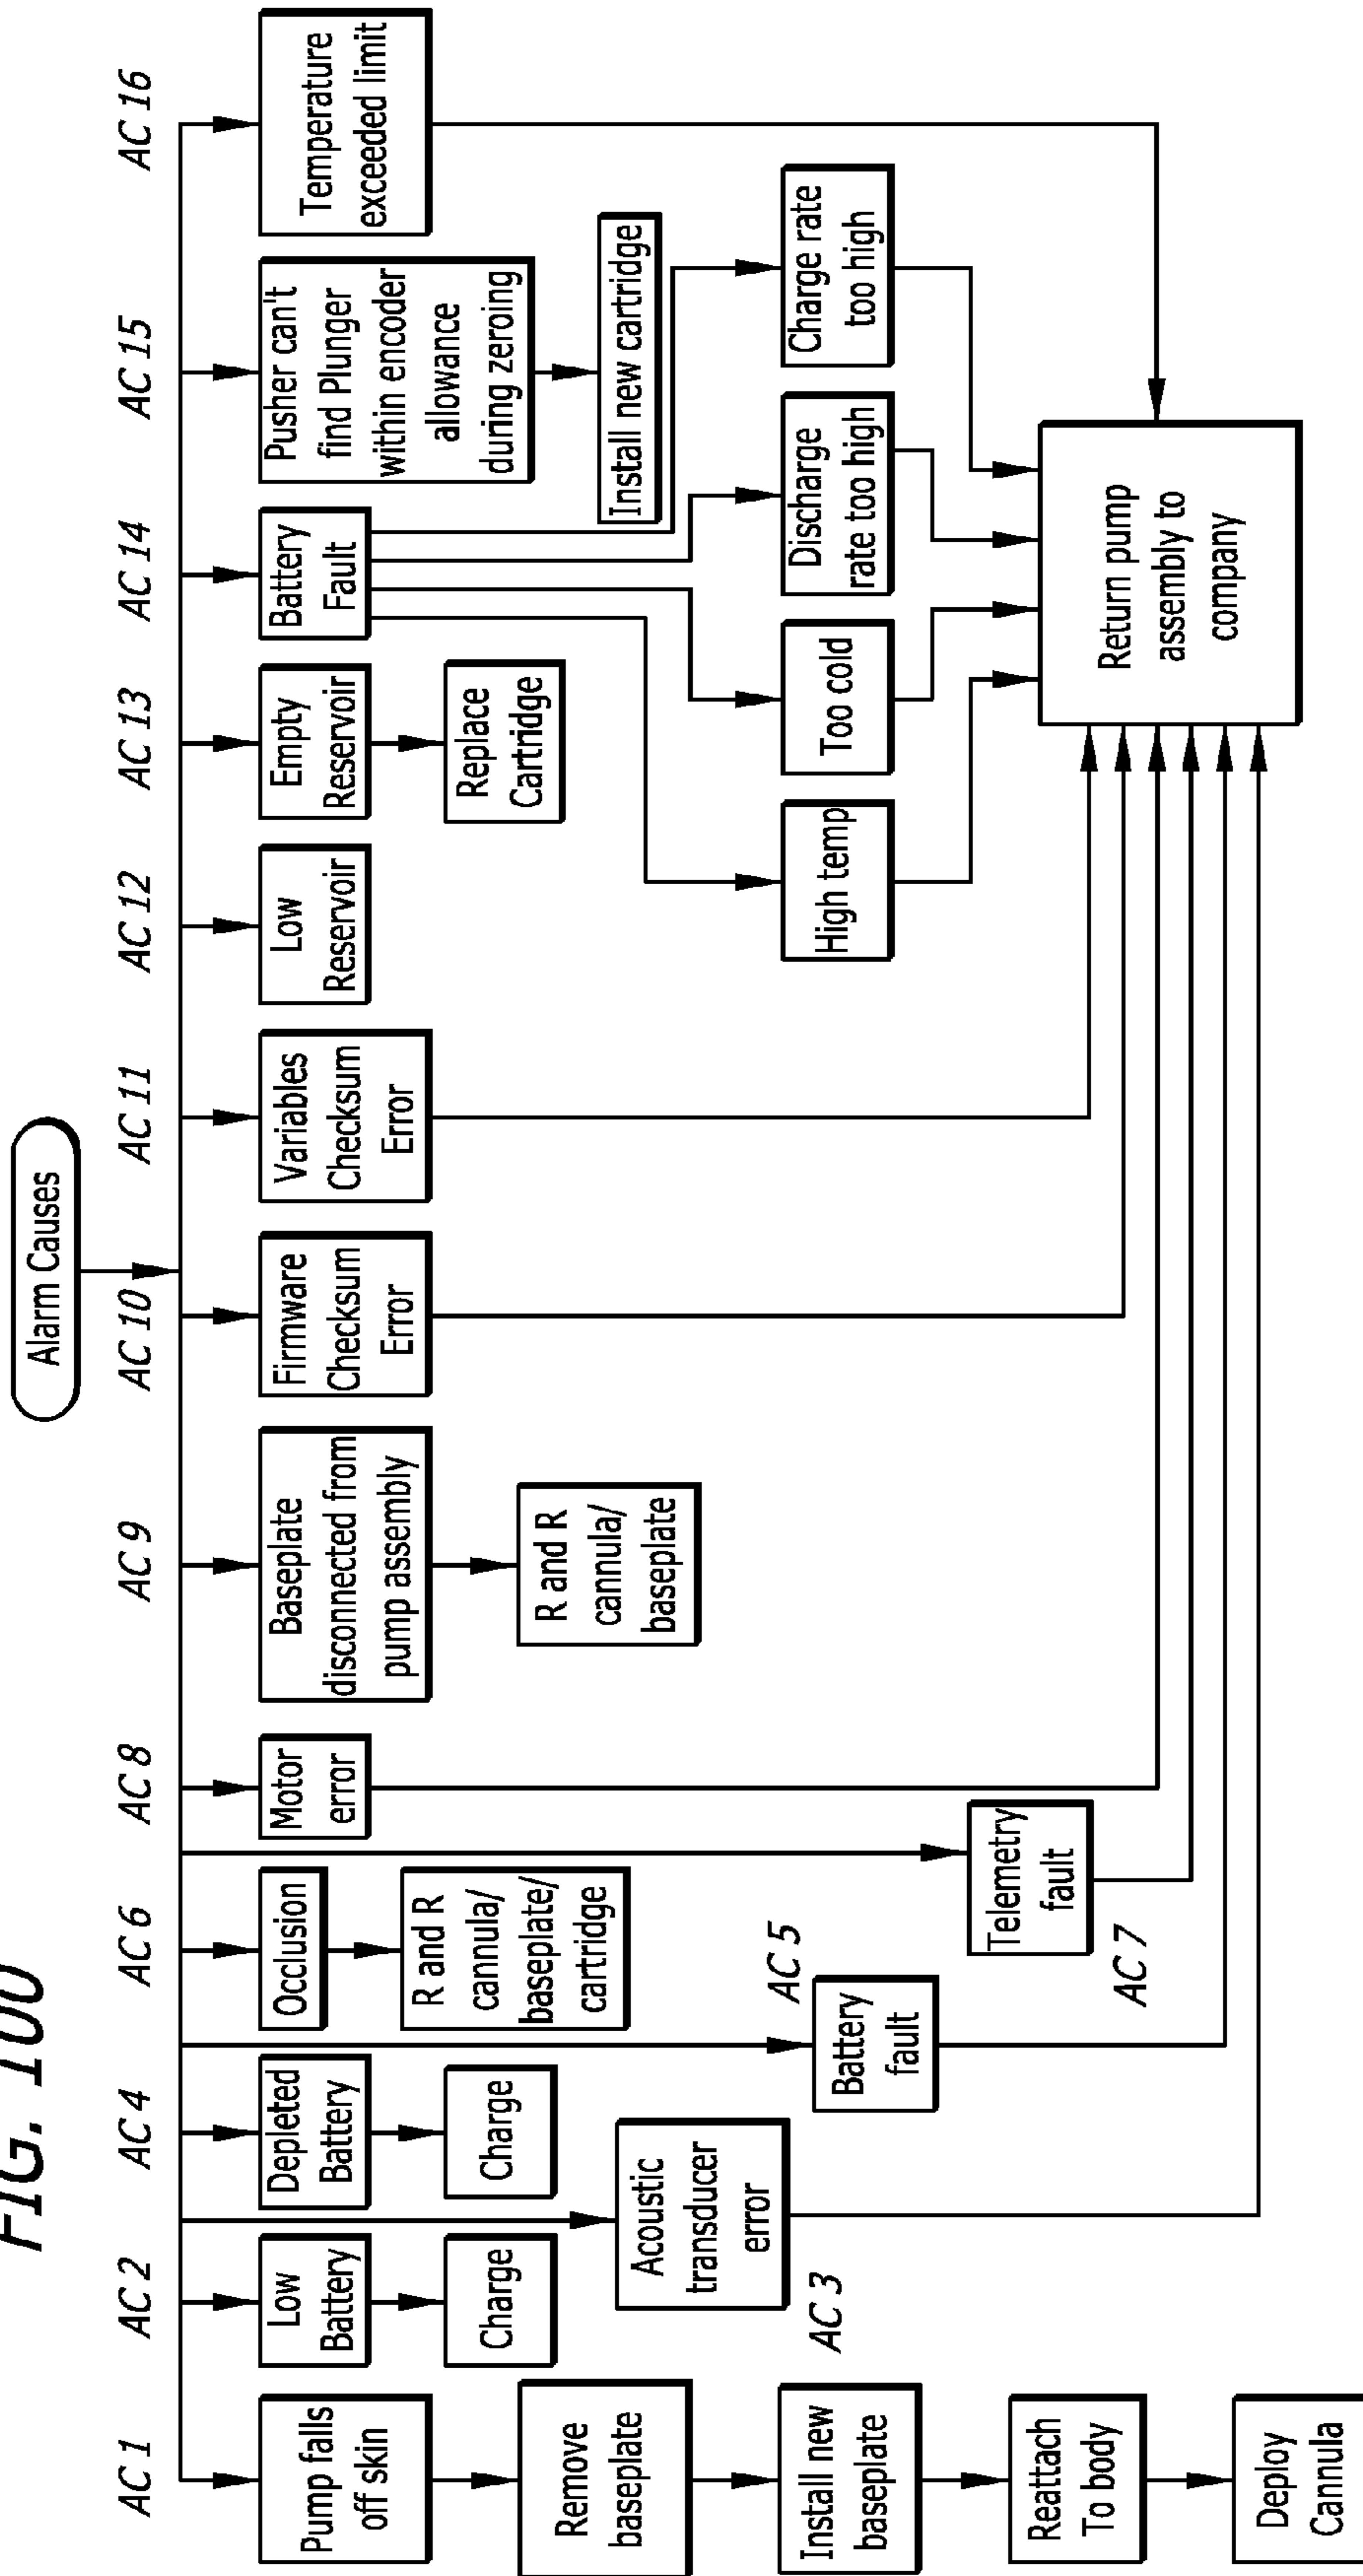 FIG. 100
Alarm Causes
AC 1
Pump falls
off skin
Remove
baseplate
Install new
baseplate
Reattach
To body
Deploy
Cannula
AC 2
Low
Battery
Charge
Acoustic
transducer
error
AC 3
AC 4
Depleted
Battery
Charge
AC 5
Battery
fault
AC 6
Occlusion
R and R
cannula/
baseplate/
cartridge
Telemetry
fault
AC 7
AC 8
Motor
error
AC 9
Baseplate
disconnected from
pump assembly
R and R
cannula/
baseplate
AC 10
Firmware
Checksum
Error
AC 11
Variables
Checksum
Error
AC 12
Low
Reservoir
AC 13
Empty
Reservoir
Replace
Cartridge
AC 14
Battery
Fault
High temp
Too cold
Discharge
rate too high
Charge rate
too high
AC 15
Pusher can't
find Plunger
within encoder
allowance
during zeroing
Install new cartridge
AC 16
Temperature
exceeded limit
Return pump
assembly to
company